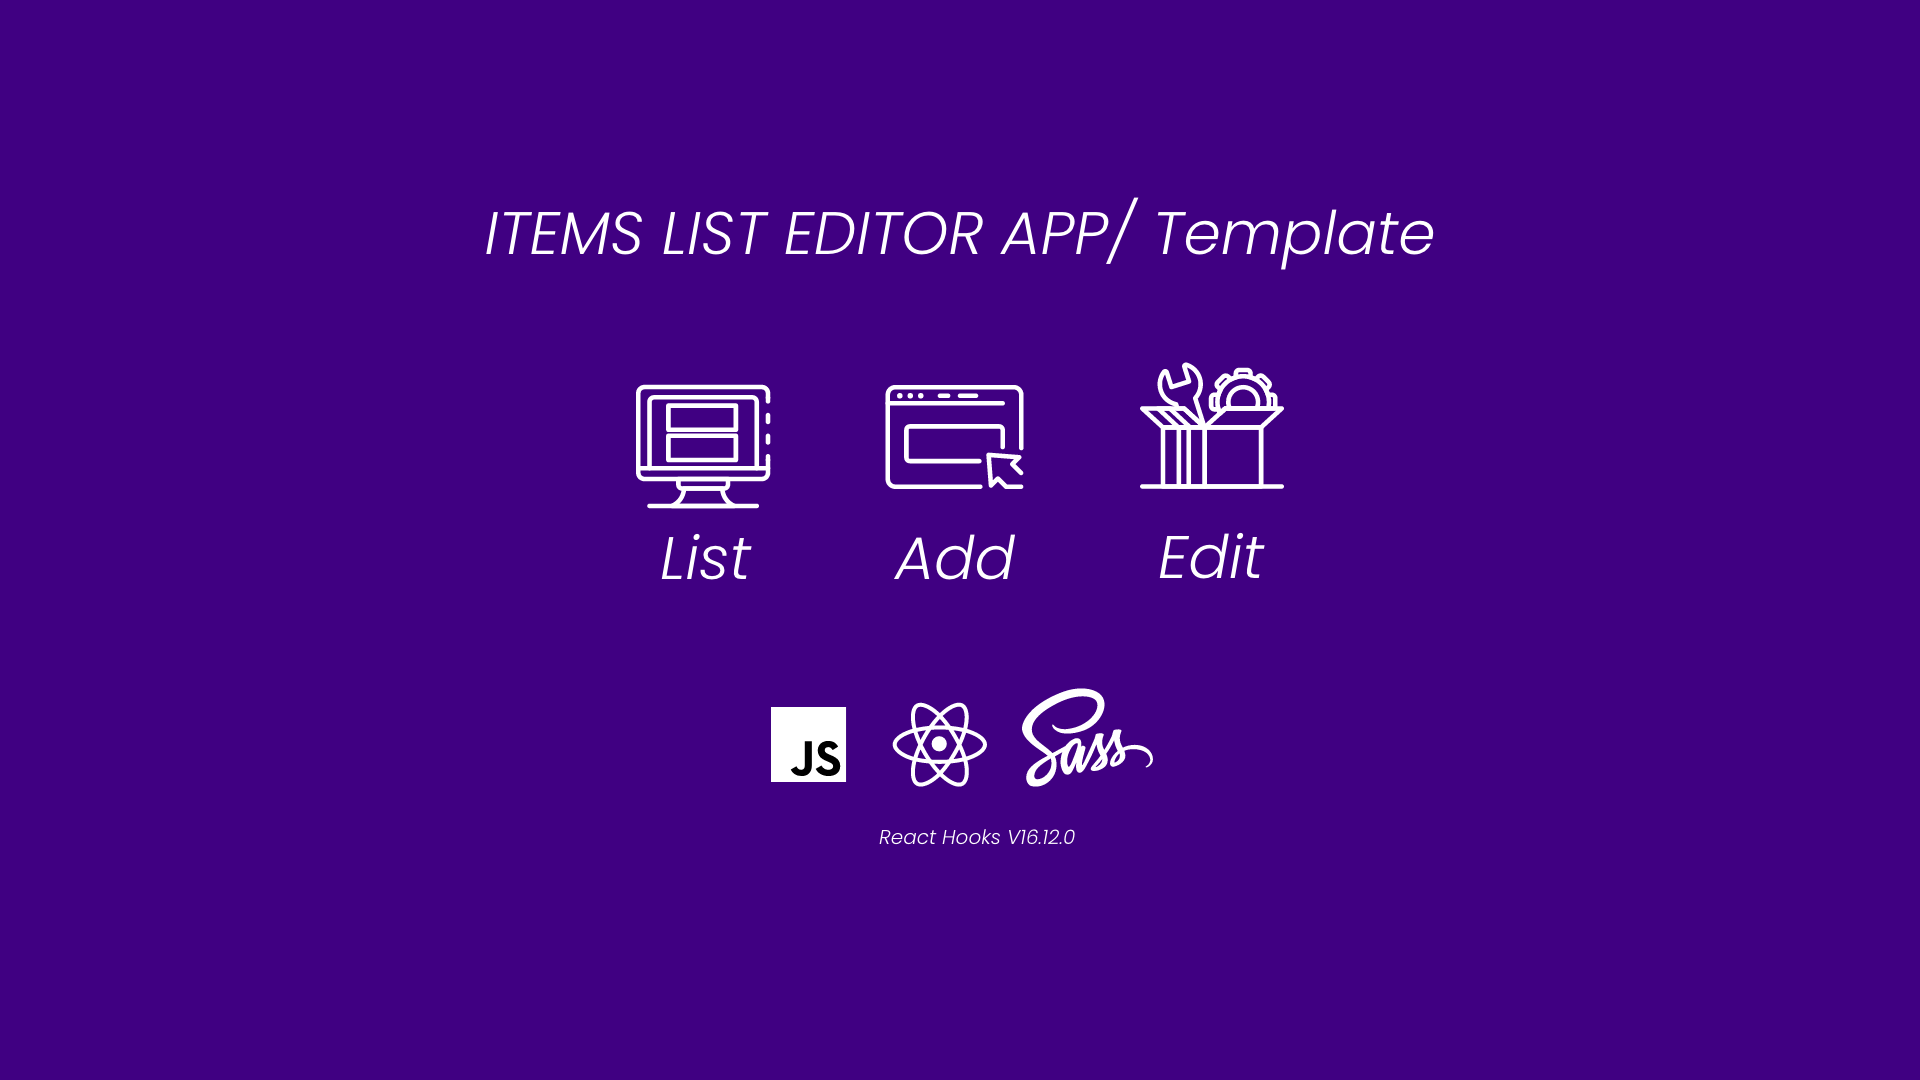 ITEMS LIST EDITOR APP/ Template
List
Add
Edit
JS
Sass
React Hooks V16.12.0